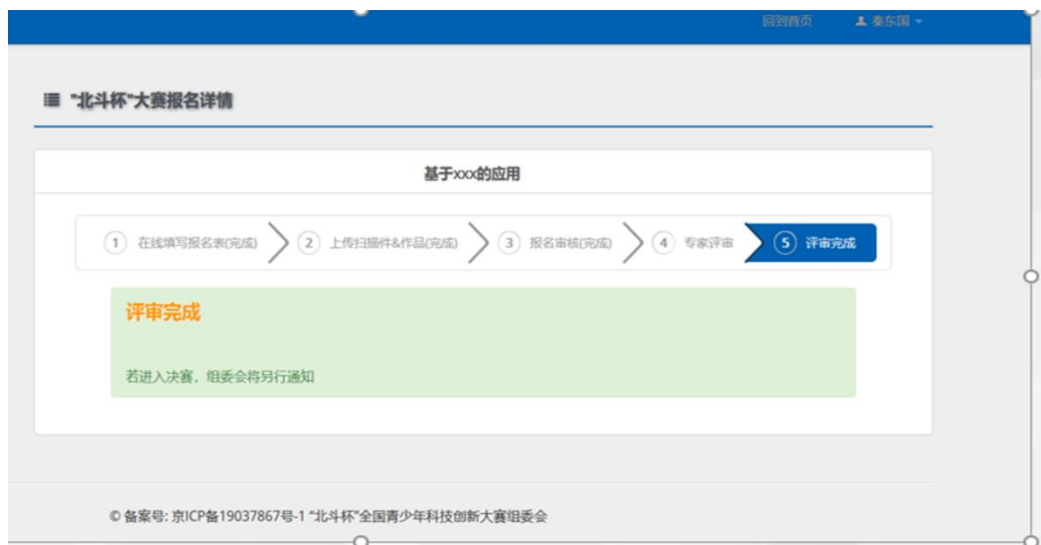 回到首页 秦东国
"北斗杯"大赛报名详情
基于xxx的应用
1 在线填写报名表(完成) 2 上传扫描件&作品(完成) 3 报名审核(完成) 4 专家评审 5 评审完成
评审完成
若进入决赛，组委会将另行通知
© 备案号: 京ICP备19037867号-1 "北斗杯"全国青少年科技创新大赛组委会